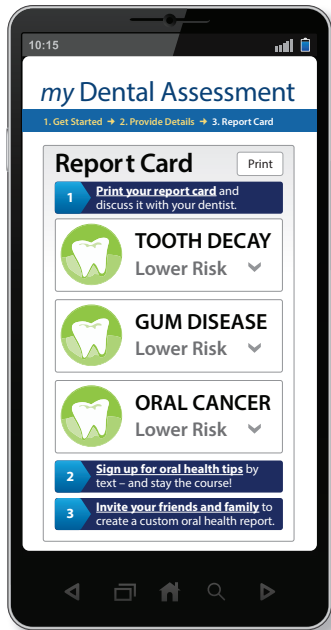 10:15
my Dental Assessment
1. Get Started → 2. Provide Details → 3. Report Card
Report Card
Print
1
Print your report card and
discuss it with your dentist.
TOOTH DECAY
Lower Risk
GUM DISEASE
Lower Risk
ORAL CANCER
Lower Risk
2
Sign up for oral health tips by
text – and stay the course!
3
Invite your friends and family to
create a custom oral health report.